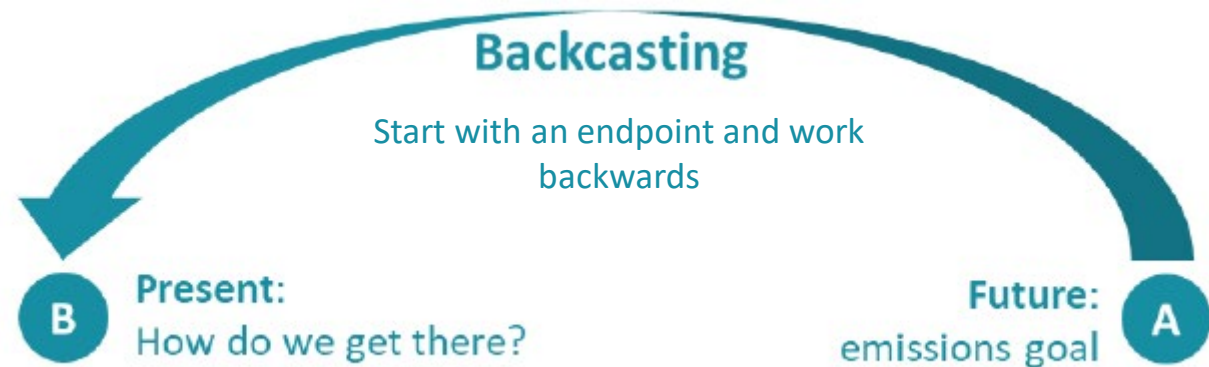 Backcasting
Start with an endpoint and work
backwards
B
Present:
How do we get there?
Future:
emissions goal
A